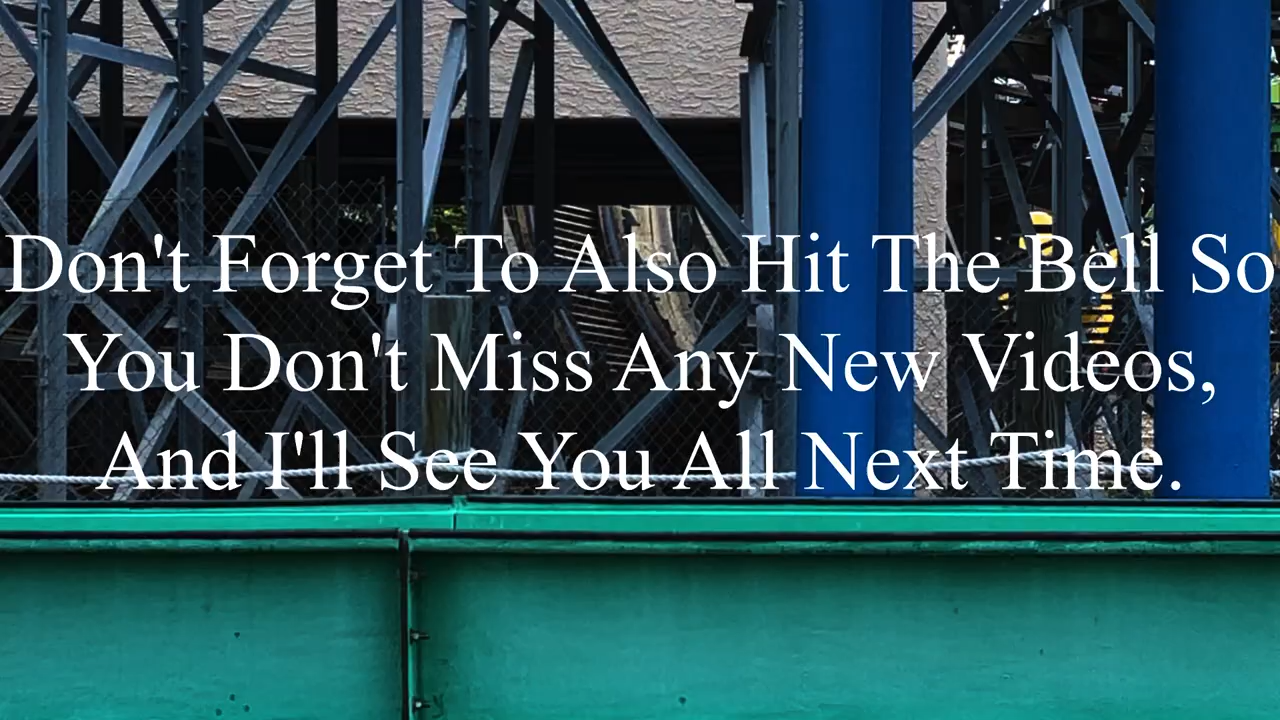 Don't Forget To Also Hit The Bell So
You Don't Miss Any New Videos,
And I'll See You All Next Time.